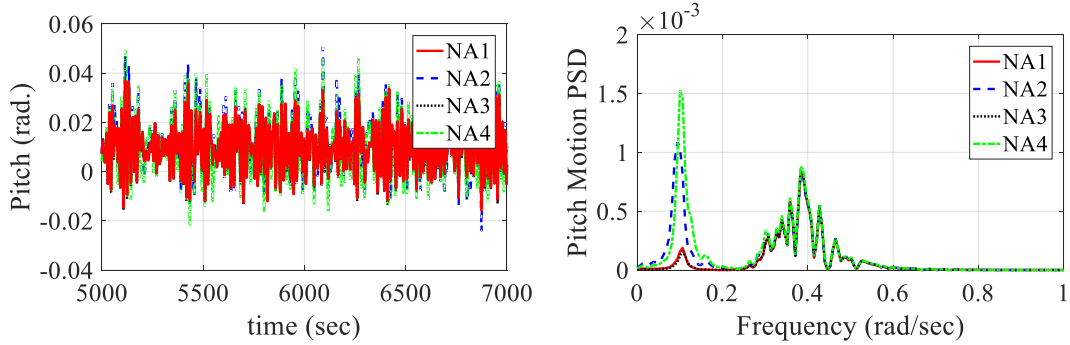 0.06
0.04
0.02
0
-0.02
-0.04
Pitch (rad.)
5000 5500 6000 6500 7000
time (sec)
NA1
NA2
NA3
NA4
×10⁻³
2
1.5
1
0.5
0
Pitch Motion PSD
0 0.2 0.4 0.6 0.8 1
Frequency (rad/sec)
NA1
NA2
NA3
NA4